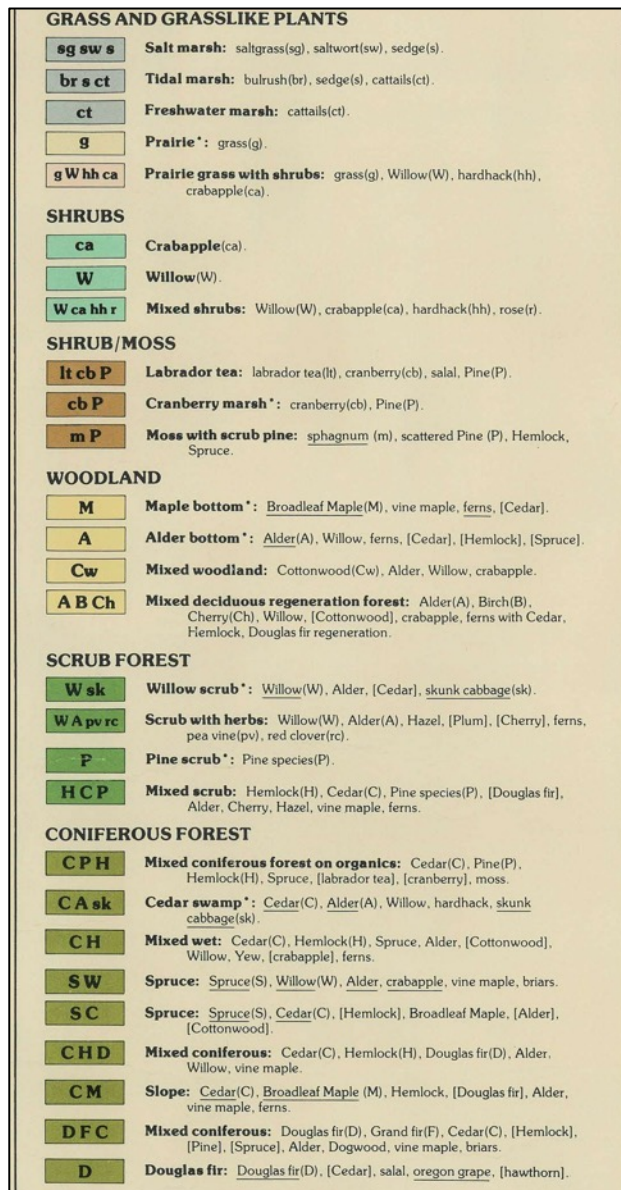 GRASS AND GRASSLIKE PLANTS
sg sw s Salt marsh: saltgrass(sg), saltwort(sw), sedge(s).
br s ct Tidal marsh: bulrush(br), sedge(s), cattails(ct).
ct Freshwater marsh: cattails(ct).
g Prairie*: grass(g).
g W hh ca Prairie grass with shrubs: grass(g), Willow(W), hardhack(hh),
crabapple(ca).
SHRUBS
ca Crabapple(ca).
W Willow(W).
W ca hh r Mixed shrubs: Willow(W), crabapple(ca), hardhack(hh), rose(r).
SHRUB/MOSS
lt cb P Labrador tea: labrador tea(lt), cranberry(cb), salal, Pine(P).
cb P Cranberry marsh*: cranberry(cb), Pine(P).
m P Moss with scrub pine: sphagnum (m), scattered Pine (P), Hemlock,
Spruce.
WOODLAND
M Maple bottom*: Broadleaf Maple(M), vine maple, ferns, [Cedar].
A Alder bottom*: Alder(A), Willow, ferns, [Cedar], [Hemlock], [Spruce].
Cw Mixed woodland: Cottonwood(Cw), Alder, Willow, crabapple.
A B Ch Mixed deciduous regeneration forest: Alder(A), Birch(B),
Cherry(Ch), Willow, [Cottonwood], crabapple, ferns with Cedar,
Hemlock, Douglas fir regeneration.
SCRUB FOREST
W sk Willow scrub*: Willow(W), Alder, [Cedar], skunk cabbage(sk).
W A pv rc Scrub with herbs: Willow(W), Alder(A), Hazel, [Plum], [Cherry], ferns,
pea vine(pv), red clover(rc).
P Pine scrub*: Pine species(P).
H C P Mixed scrub: Hemlock(H), Cedar(C), Pine species(P), [Douglas fir],
Alder, Cherry, Hazel, vine maple, ferns.
CONIFEROUS FOREST
C P H Mixed coniferous forest on organics: Cedar(C), Pine(P),
Hemlock(H), Spruce, [labrador tea], [cranberry], moss.
C A sk Cedar swamp*: Cedar(C), Alder(A), Willow, hardhack, skunk
cabbage(sk).
C H Mixed wet: Cedar(C), Hemlock(H), Spruce, Alder, [Cottonwood],
Willow, Yew, [crabapple], ferns.
S W Spruce: Spruce(S), Willow(W), Alder, crabapple, vine maple, briars.
S C Spruce: Spruce(S), Cedar(C), [Hemlock], Broadleaf Maple, [Alder],
[Cottonwood].
C H D Mixed coniferous: Cedar(C), Hemlock(H), Douglas fir(D), Alder,
Willow, vine maple.
C M Slope: Cedar(C), Broadleaf Maple (M), Hemlock, [Douglas fir], Alder,
vine maple, ferns.
D F C Mixed coniferous: Douglas fir(D), Grand fir(F), Cedar(C), [Hemlock],
[Pine], [Spruce], Alder, Dogwood, vine maple, briars.
D Douglas fir: Douglas fir(D), [Cedar], salal, oregon grape, [hawthorn].